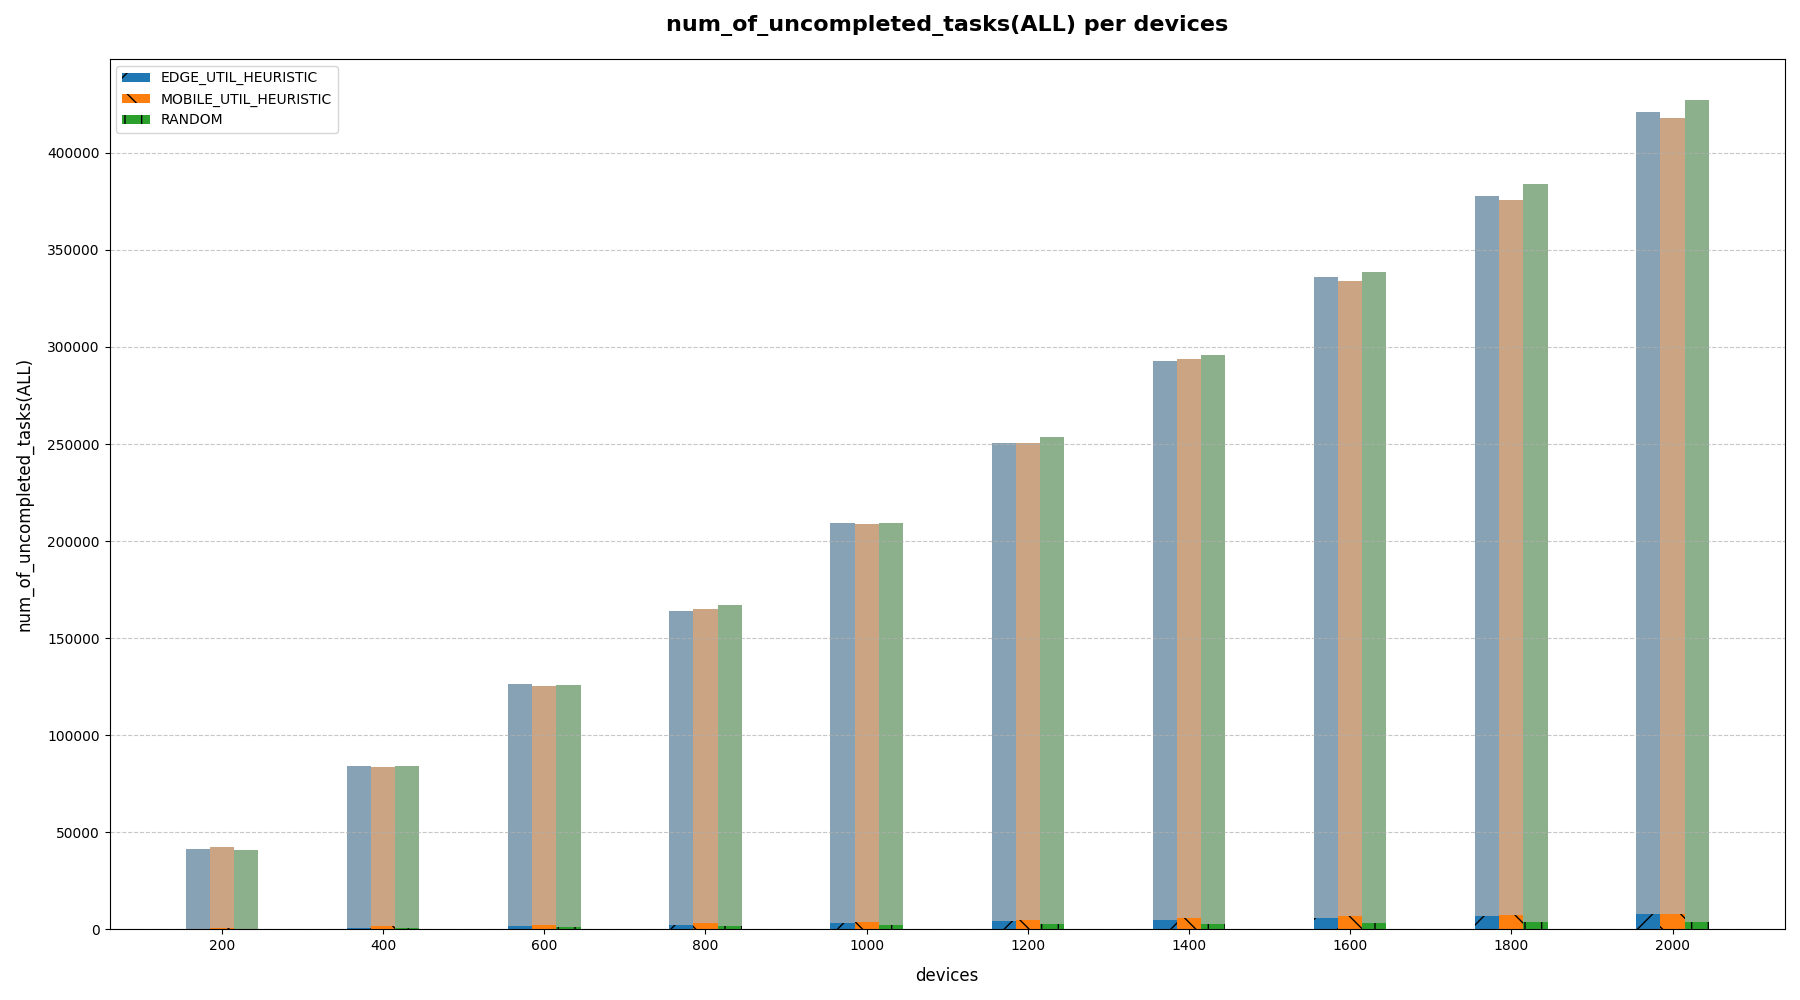 num_of_uncompleted_tasks(ALL) per devices
EDGE_UTIL_HEURISTIC
MOBILE_UTIL_HEURISTIC
RANDOM
num_of_uncompleted_tasks(ALL)
400000
350000
300000
250000
200000
150000
100000
50000
0
200 400 600 800 1000 1200 1400 1600 1800 2000
devices